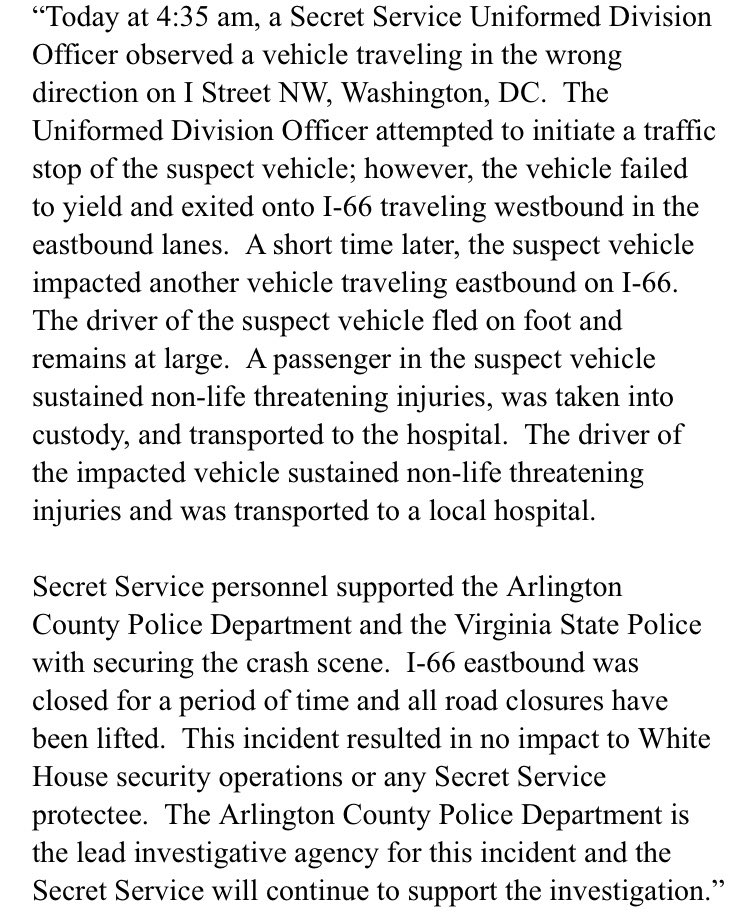 “Today at 4:35 am, a Secret Service Uniformed Division
Officer observed a vehicle traveling in the wrong
direction on I Street NW, Washington, DC.  The
Uniformed Division Officer attempted to initiate a traffic
stop of the suspect vehicle; however, the vehicle failed
to yield and exited onto I-66 traveling westbound in the
eastbound lanes.  A short time later, the suspect vehicle
impacted another vehicle traveling eastbound on I-66.
The driver of the suspect vehicle fled on foot and
remains at large.  A passenger in the suspect vehicle
sustained non-life threatening injuries, was taken into
custody, and transported to the hospital.  The driver of
the impacted vehicle sustained non-life threatening
injuries and was transported to a local hospital.

Secret Service personnel supported the Arlington
County Police Department and the Virginia State Police
with securing the crash scene.  I-66 eastbound was
closed for a period of time and all road closures have
been lifted.  This incident resulted in no impact to White
House security operations or any Secret Service
protectee.  The Arlington County Police Department is
the lead investigative agency for this incident and the
Secret Service will continue to support the investigation.”